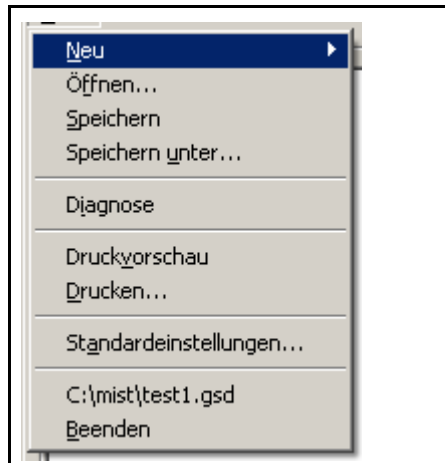 Neu
Öffnen...
Speichern
Speichern unter...
Diagnose
Druckvorschau
Drucken...
Standardeinstellungen...
C:\mist\test1.gsd
Beenden